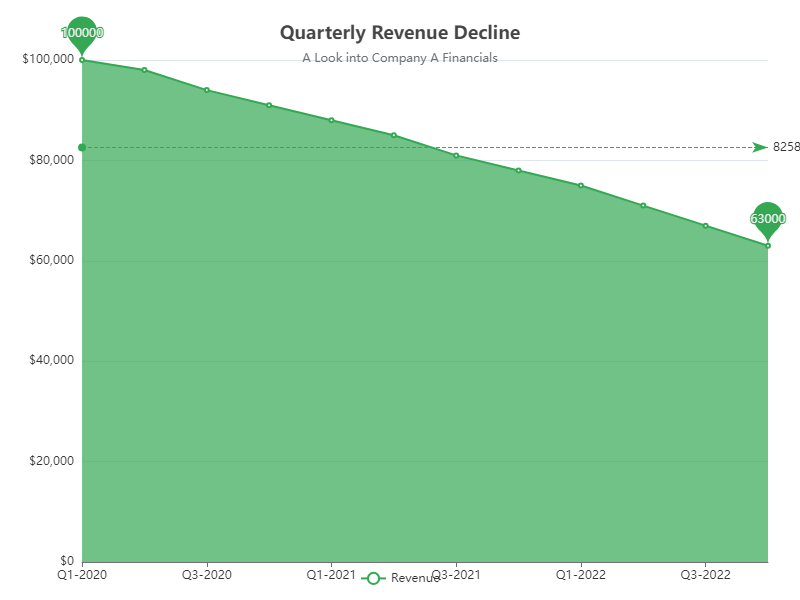 Quarterly Revenue Decline
A Look into Company A Financials
100000
$100,000
8258
$80,000
63000
$60,000
$40,000
$20,000
$0
Q1-2020 Q3-2020 Q1-2021 Q3-2021 Q1-2022 Q3-2022
Revenue